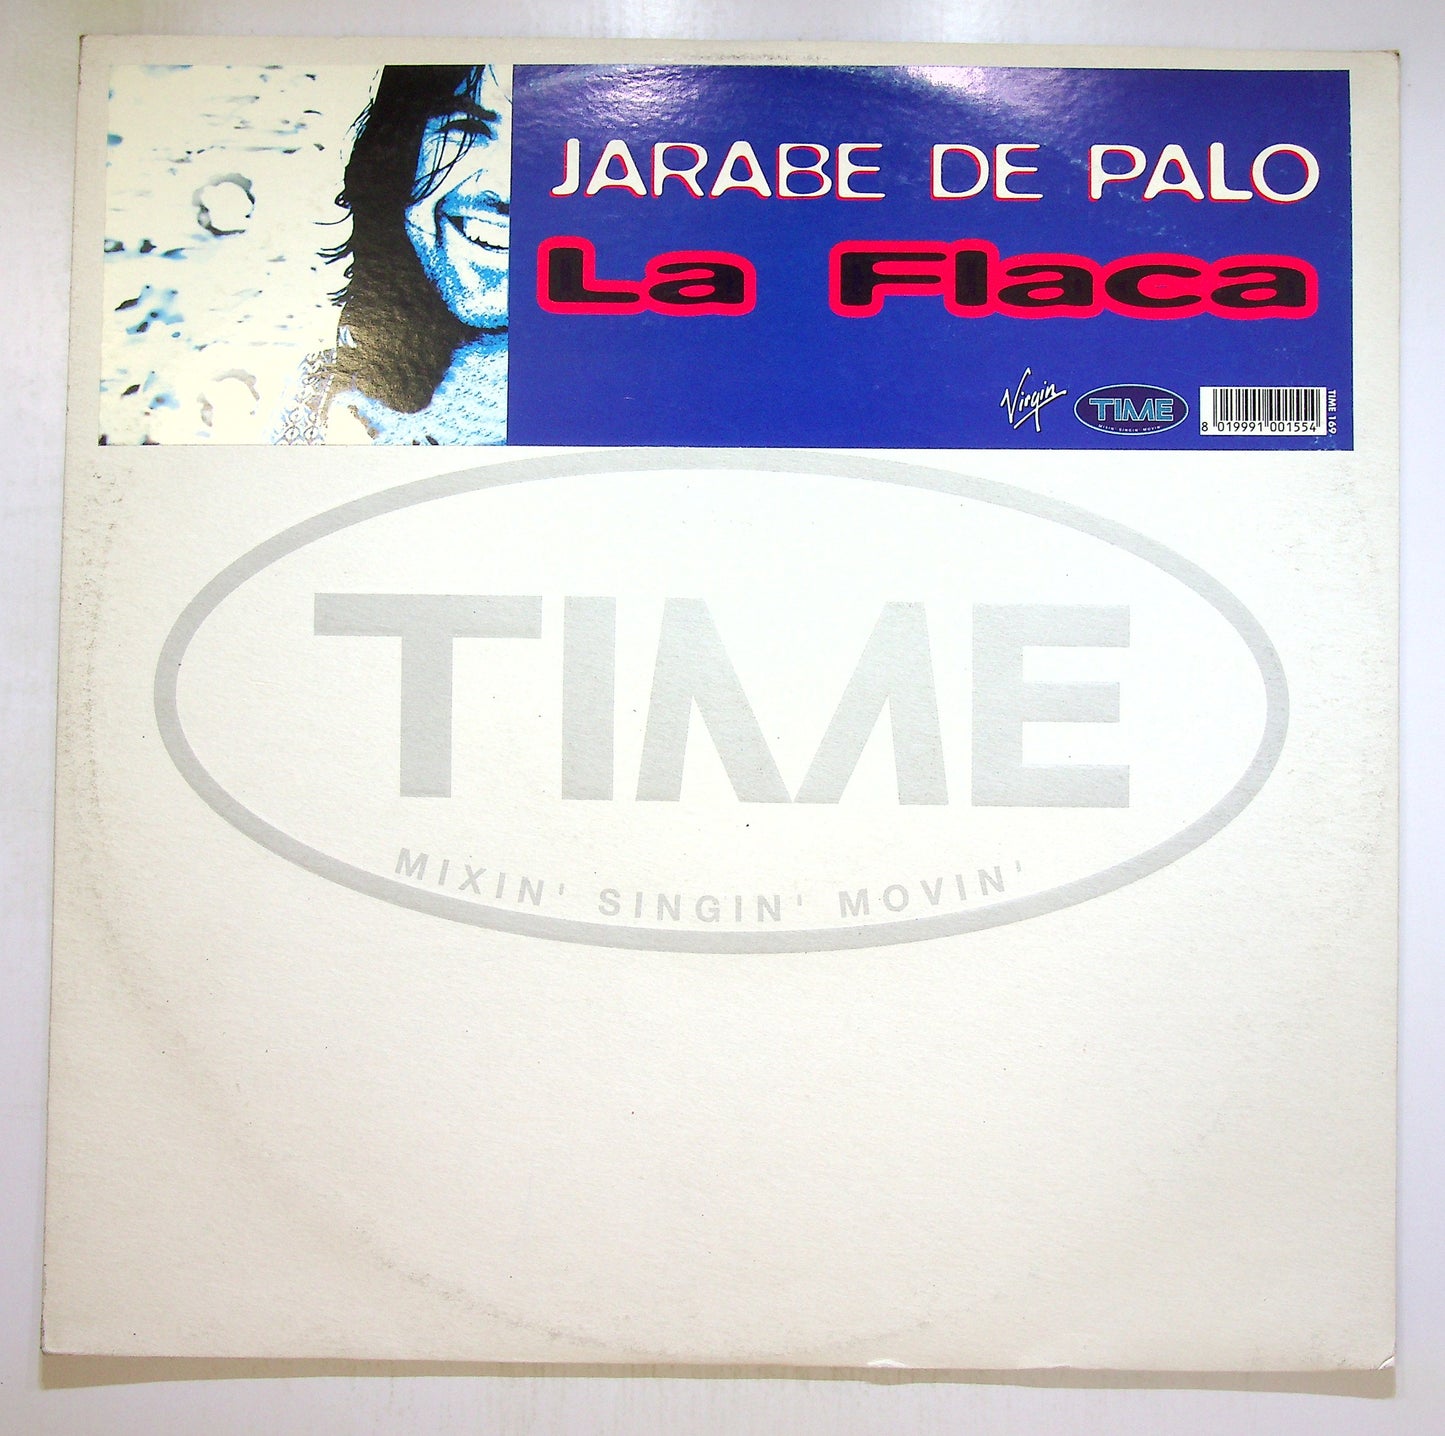 JARABE DE PALO
La Flaca
Virgin
TIME
MIXIN' SINGIN' MOVIN'
8 019991 001554
TIME 169
TIME
MIXIN' SINGIN' MOVIN'